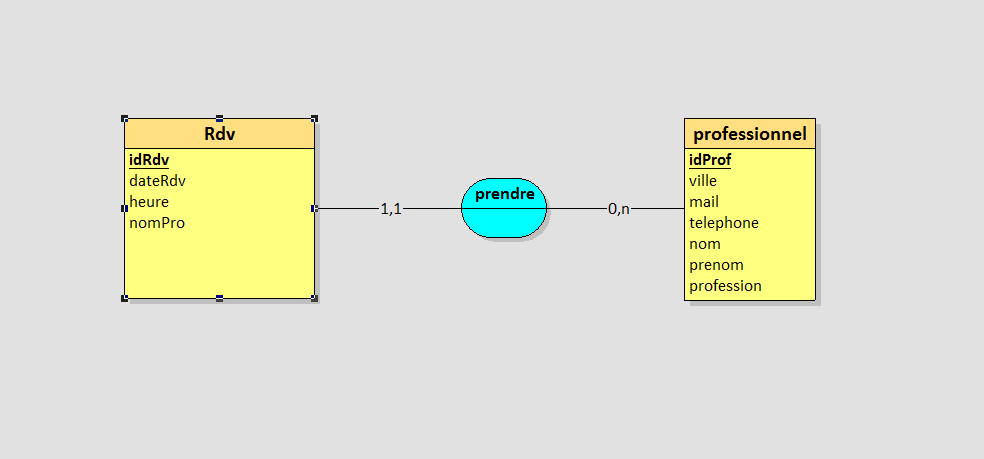 Rdv
idRdv
dateRdv
heure
nomPro
1,1
prendre
0,n
professionnel
idProf
ville
mail
telephone
nom
prenom
profession